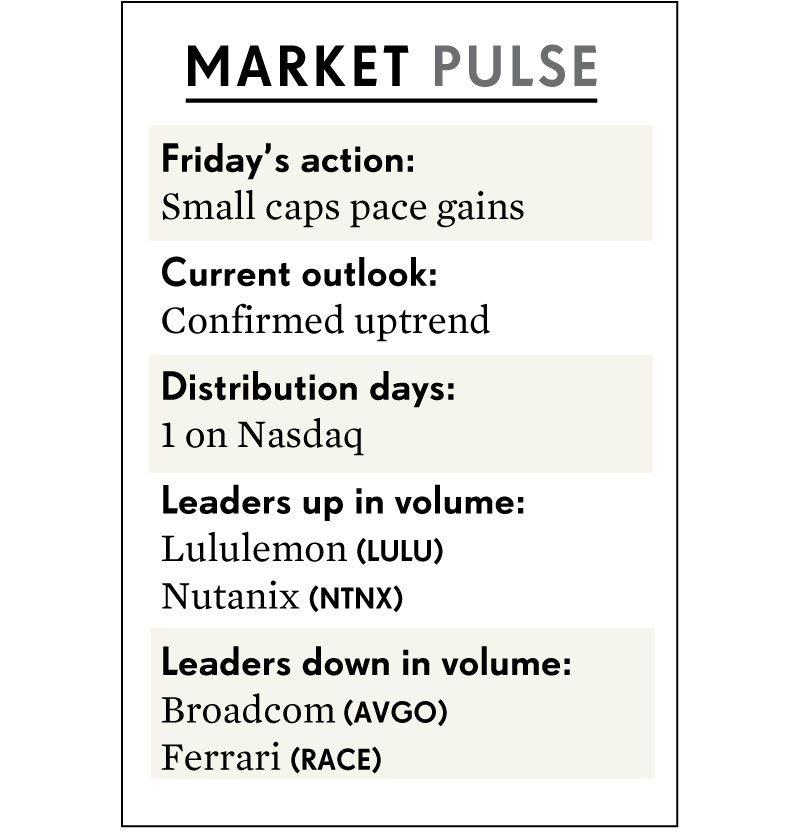 MARKET PULSE
Friday’s action:
Small caps pace gains
Current outlook:
Confirmed uptrend
Distribution days:
1 on Nasdaq
Leaders up in volume:
Lululemon (LULU)
Nutanix (NTNX)
Leaders down in volume:
Broadcom (AVGO)
Ferrari (RACE)